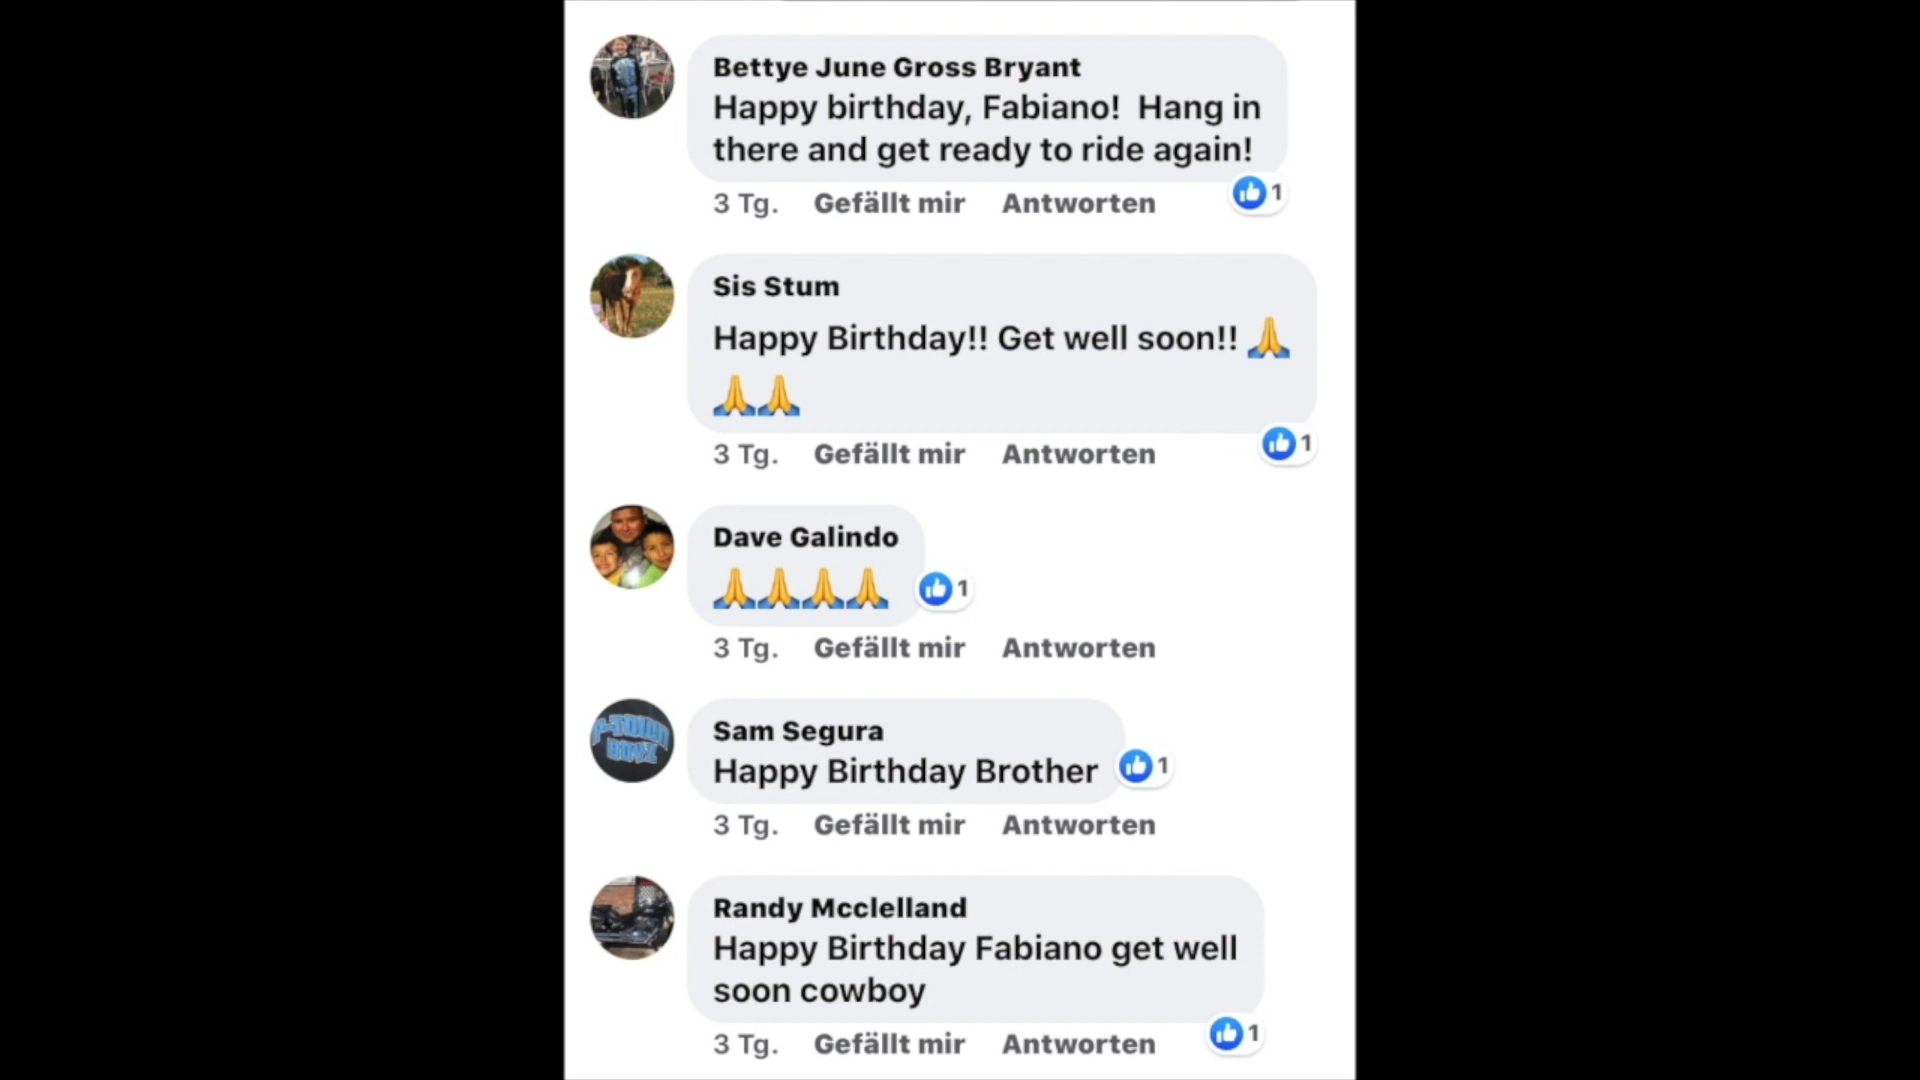 Bettye June Gross Bryant
Happy birthday, Fabiano! Hang in
there and get ready to ride again!
3 Tg. Gefällt mir Antworten 1
Sis Stum
Happy Birthday!! Get well soon!! 🙏
🙏🙏
3 Tg. Gefällt mir Antworten 1
Dave Galindo
🙏🙏🙏🙏 1
3 Tg. Gefällt mir Antworten
P-TOWN
BOYZ
Sam Segura
Happy Birthday Brother 1
3 Tg. Gefällt mir Antworten
Randy Mcclelland
Happy Birthday Fabiano get well
soon cowboy
3 Tg. Gefällt mir Antworten 1